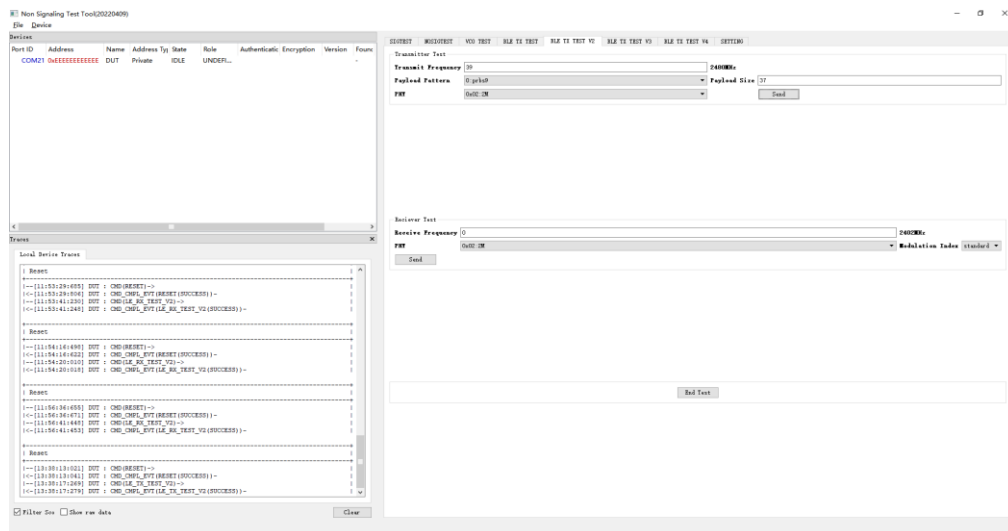 Non Signaling Test Tool(20220409)
File Device
Devices
Port ID Address Name Address Typ State Role Authenticatic Encryption Version Founc
COM21 0xEEEEEEEEEEEE DUT Private IDLE UNDEFI... -
Traces
Local Device Traces
| Reset
|--[11:53:29:685] DUT : CMD(RESET)->
|<-[11:53:29:806] DUT : CMD_CMPL_EVT(RESET(SUCCESS))-
|--[11:53:41:230] DUT : CMD(LE_RX_TEST_V2)->
|<-[11:53:41:248] DUT : CMD_CMPL_EVT(LE_RX_TEST_V2(SUCCESS))-
| Reset
|--[11:54:16:498] DUT : CMD(RESET)->
|<-[11:54:16:622] DUT : CMD_CMPL_EVT(RESET(SUCCESS))-
|--[11:54:20:010] DUT : CMD(LE_RX_TEST_V2)->
|<-[11:54:20:018] DUT : CMD_CMPL_EVT(LE_RX_TEST_V2(SUCCESS))-
| Reset
|--[11:56:36:655] DUT : CMD(RESET)->
|<-[11:56:36:671] DUT : CMD_CMPL_EVT(RESET(SUCCESS))-
|--[11:56:41:445] DUT : CMD(LE_RX_TEST_V2)->
|<-[11:56:41:453] DUT : CMD_CMPL_EVT(LE_RX_TEST_V2(SUCCESS))-
| Reset
|--[13:38:13:021] DUT : CMD(RESET)->
|<-[13:38:13:041] DUT : CMD_CMPL_EVT(RESET(SUCCESS))-
|--[13:38:17:269] DUT : CMD(LE_TX_TEST_V2)->
|<-[13:38:17:279] DUT : CMD_CMPL_EVT(LE_TX_TEST_V2(SUCCESS))-
Filter Sco Show raw data Clear
SIGTEST NOSIGTEST VCO TEST BLE TX TEST BLE TX TEST V2 BLE TX TEST V3 BLE TX TEST V4 SETTING
Transmitter Test
Transmit Frequency 39 2480MHz
Payload Pattern 0:prbs9 Payload Size 37
PHY 0x02:2M Send
Reciever Test
Receive Frequency 0 2402MHz
PHY 0x02:2M Modulation Index standard
Send
End Test